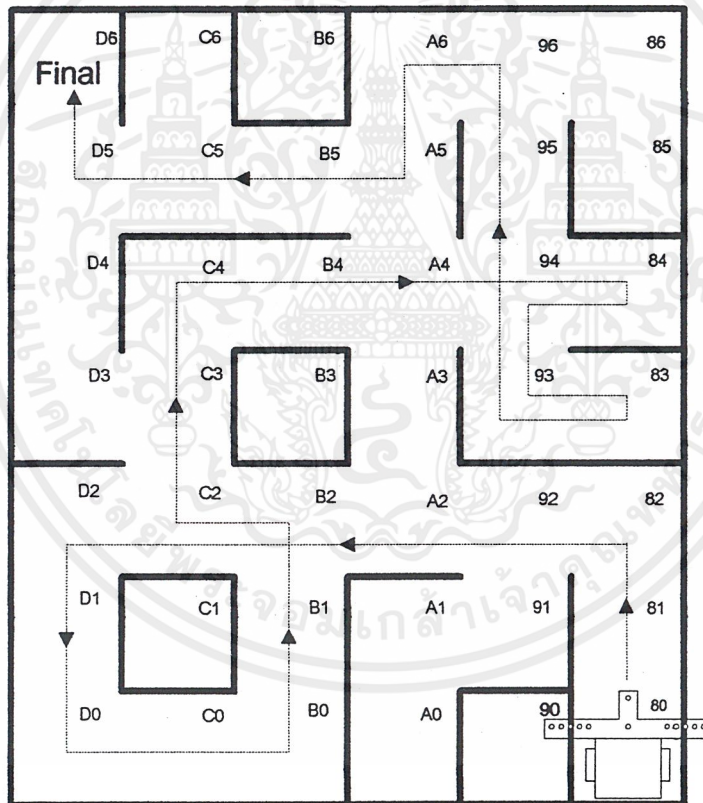 D6 C6 B6 A6 96 86
Final
D5 C5 B5 A5 95 85
D4 C4 B4 A4 94 84
D3 C3 B3 A3 93 83
D2 C2 B2 A2 92 82
D1 C1 B1 A1 91 81
D0 C0 B0 A0 90 80